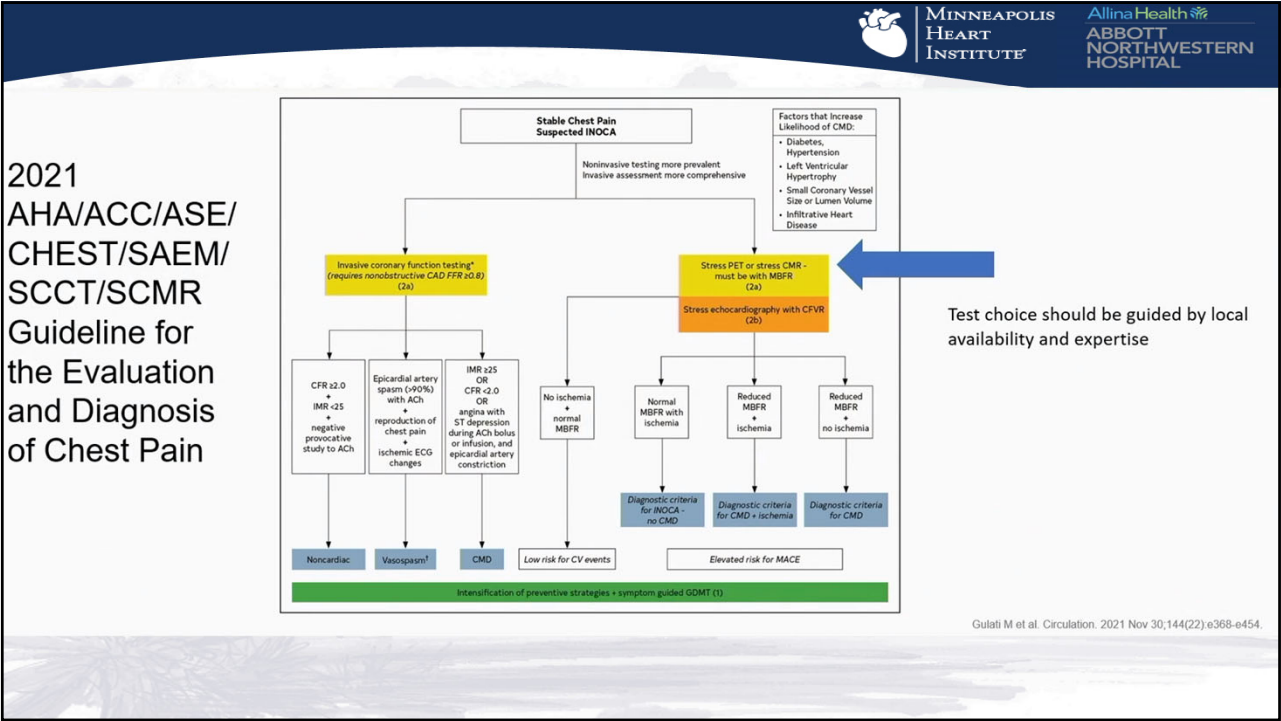 MINNEAPOLIS
HEART
INSTITUTE
AllinaHealth
ABBOTT
NORTHWESTERN
HOSPITAL
2021
AHA/ACC/ASE/
CHEST/SAEM/
SCCT/SCMR
Guideline for
the Evaluation
and Diagnosis
of Chest Pain
Stable Chest Pain
Suspected INOCA
Noninvasive testing more prevalent
Invasive assessment more comprehensive
Factors that Increase
Likelihood of CMD:
• Diabetes,
Hypertension
• Left Ventricular
Hypertrophy
• Small Coronary Vessel
Size or Lumen Volume
• Infiltrative Heart
Disease
Invasive coronary function testing*
(requires nonobstructive CAD FFR ≥0.8)
(2a)
Stress PET or stress CMR -
must be with MBFR
(2a)
Stress echocardiography with CFVR
(2b)
Test choice should be guided by local
availability and expertise
CFR ≥2.0
+
IMR <25
+
negative
provocative
study to ACh
Epicardial artery
spasm (>90%)
with ACh
+
reproduction of
chest pain
+
ischemic ECG
changes
IMR ≥25
OR
CFR <2.0
OR
angina with
ST depression
during ACh bolus
or infusion, and
epicardial artery
constriction
No ischemia
+
normal
MBFR
Normal
MBFR with
ischemia
Reduced
MBFR
+
ischemia
Reduced
MBFR
+
no ischemia
Diagnostic criteria
for INOCA -
no CMD
Diagnostic criteria
for CMD + ischemia
Diagnostic criteria
for CMD
Noncardiac
Vasospasm†
CMD
Low risk for CV events
Elevated risk for MACE
Intensification of preventive strategies + symptom guided GDMT (1)
Gulati M et al. Circulation. 2021 Nov 30;144(22):e368-e454.